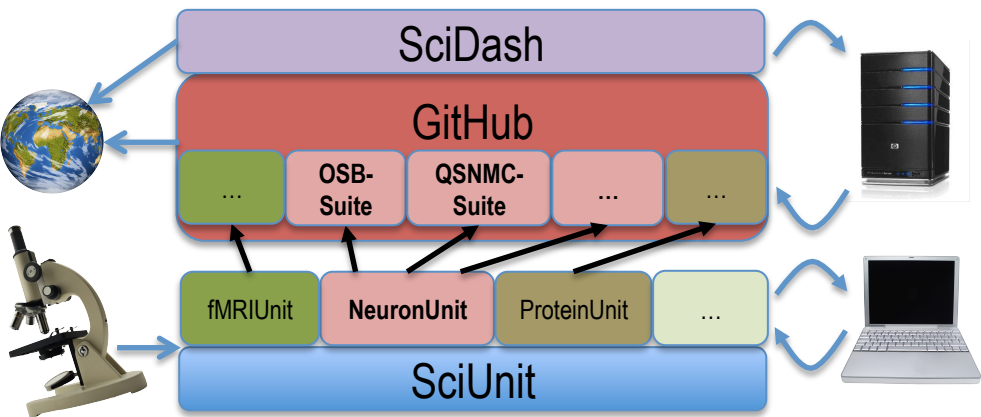 SciDash
GitHub
...
OSB-
Suite
QSNMC-
Suite
...
...
fMRIUnit
NeuronUnit
ProteinUnit
...
SciUnit